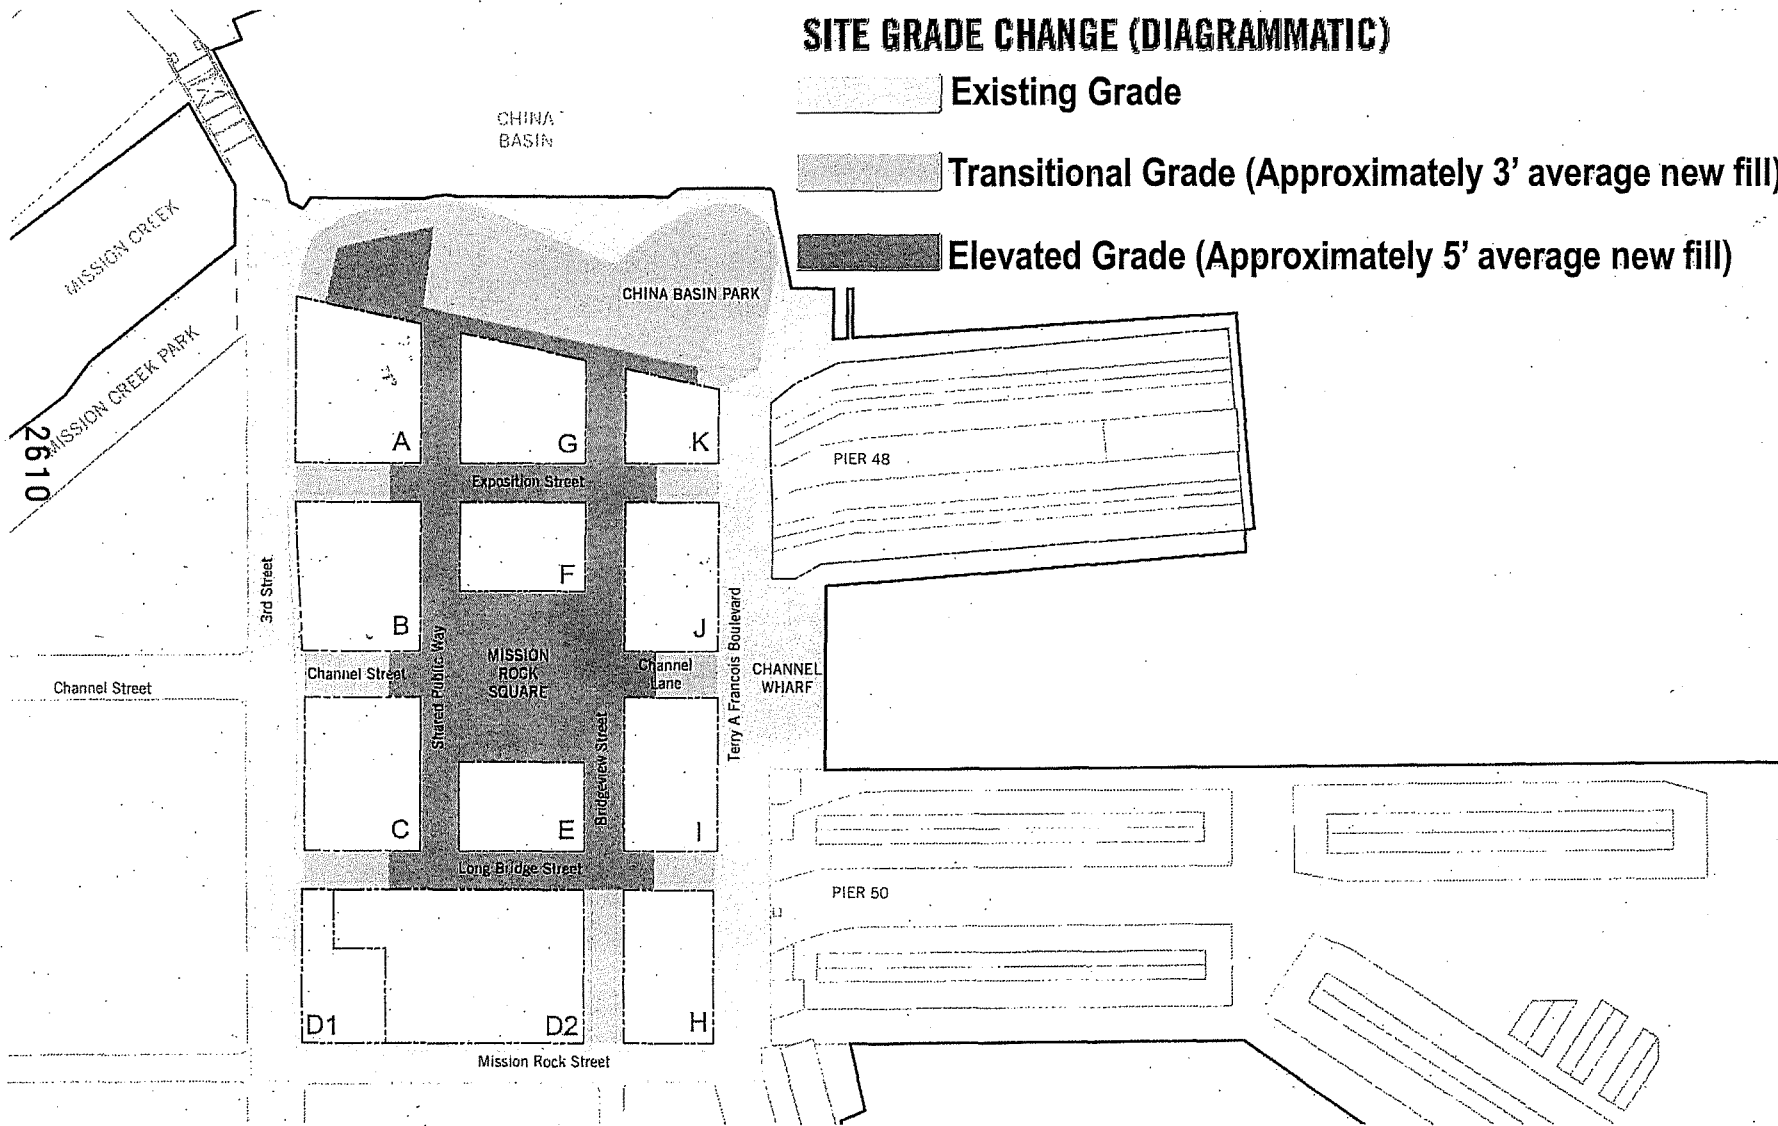 SITE GRADE CHANGE (DIAGRAMMATIC)
Existing Grade
Transitional Grade (Approximately 3' average new fill)
Elevated Grade (Approximately 5' average new fill)
CHINA
BASIN
MISSION CREEK
MISSION CREEK PARK
2610
CHINA BASIN PARK
A
G
K
Exposition Street
PIER 48
3rd Street
F
B
J
Shared Public Way
MISSION
ROCK
SQUARE
Channel Street
Channel
Lane
Terry A Francois Boulevard
CHANNEL
WHARF
Channel Street
Bridgeview Street
C
E
I
Long Bridge Street
PIER 50
D1
D2
H
Mission Rock Street